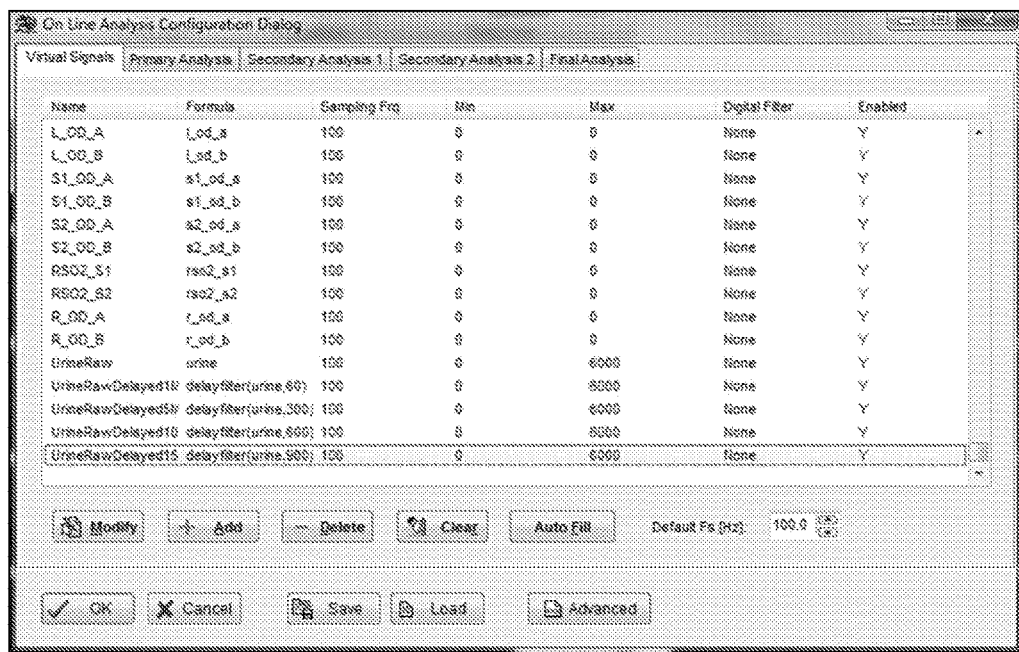 On Line Analysis Configuration Dialog
Virtual Signals Primary Analysis Secondary Analysis 1 Secondary Analysis 2 Final Analysis
Name Formula Sampling Frq Min Max Digital Filter Enabled
L_OD_A l_od_a 100 0 0 None Y
L_OD_B l_od_b 100 0 0 None Y
S1_OD_A s1_od_a 100 0 0 None Y
S1_OD_B s1_od_b 100 0 0 None Y
S2_OD_A s2_od_a 100 0 0 None Y
S2_OD_B s2_od_b 100 0 0 None Y
RSO2_S1 rso2_s1 100 0 0 None Y
RSO2_S2 rso2_s2 100 0 0 None Y
R_OD_A r_od_a 100 0 0 None Y
R_OD_B r_od_b 100 0 0 None Y
UrineRaw urine 100 0 6000 None Y
UrineRawDelayed1M delayfilter(urine,60) 100 0 6000 None Y
UrineRawDelayed5M delayfilter(urine,300) 100 0 6000 None Y
UrineRawDelayed10 delayfilter(urine,600) 100 0 6000 None Y
UrineRawDelayed15 delayfilter(urine,900) 100 0 6000 None Y
Modify Add Delete Clear Auto Fill Default Fs [Hz] 100.0
OK Cancel Save Load Advanced